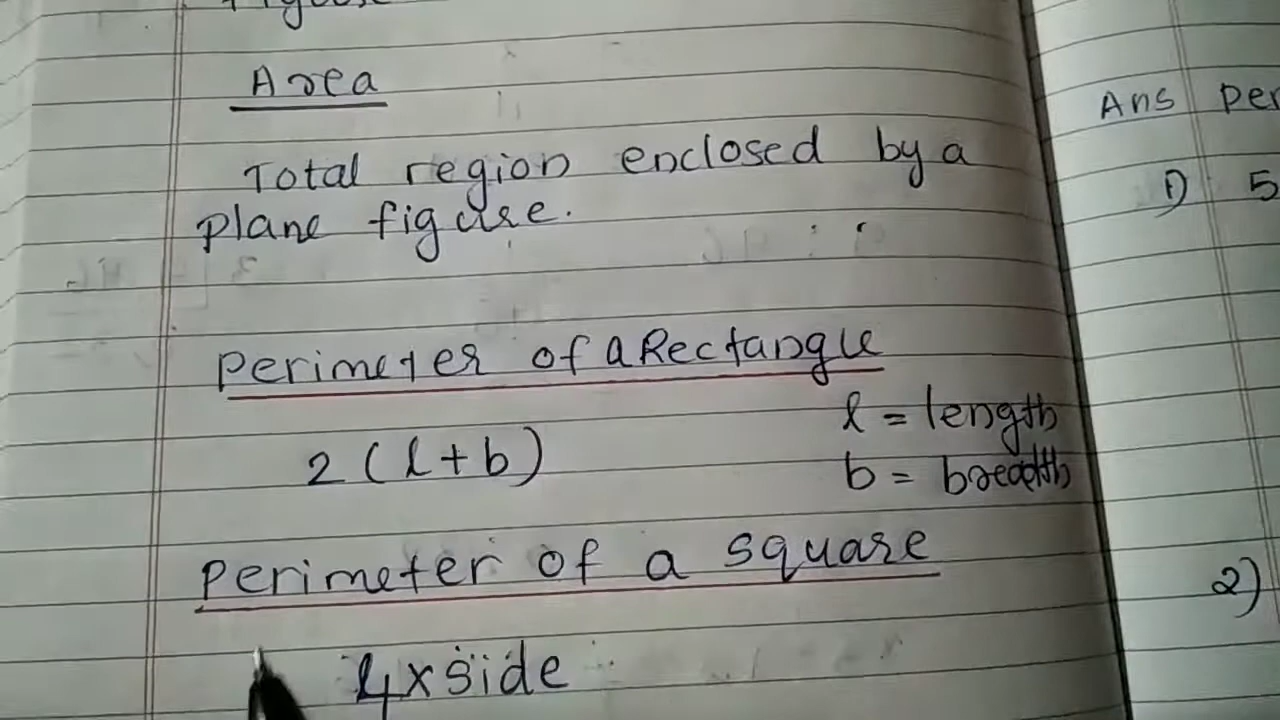 Area
Total region enclosed by a
plane figure.
Perimeter of a Rectangle
l = length
2 (l+b)
b = breadth
Perimeter of a square
4 x side
Ans
1) 5
2)